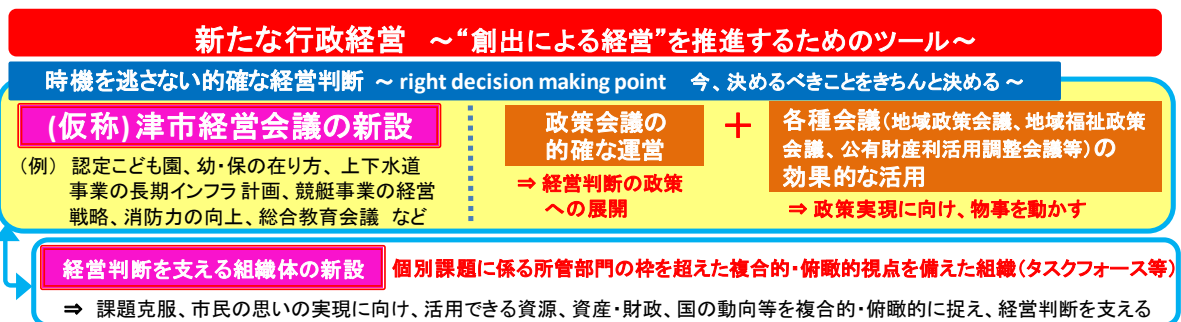 新たな行政経営 ～“創出による経営”を推進するためのツール～
時機を逃さない的確な経営判断 ～ right decision making point 今、決めるべきことをきちんと決める ～
(仮称)津市経営会議の新設
(例) 認定こども園、幼・保の在り方、上下水道
事業の長期インフラ計画、競艇事業の経営
戦略、消防力の向上、総合教育会議 など
政策会議の
的確な運営
⇒ 経営判断の政策
への展開
＋
各種会議(地域政策会議、地域福祉政策
会議、公有財産利活用調整会議等)の
効果的な活用
⇒ 政策実現に向け、物事を動かす
経営判断を支える組織体の新設 個別課題に係る所管部門の枠を超えた複合的・俯瞰的視点を備えた組織(タスクフォース等)
⇒ 課題克服、市民の思いの実現に向け、活用できる資源、資産・財政、国の動向等を複合的・俯瞰的に捉え、経営判断を支える